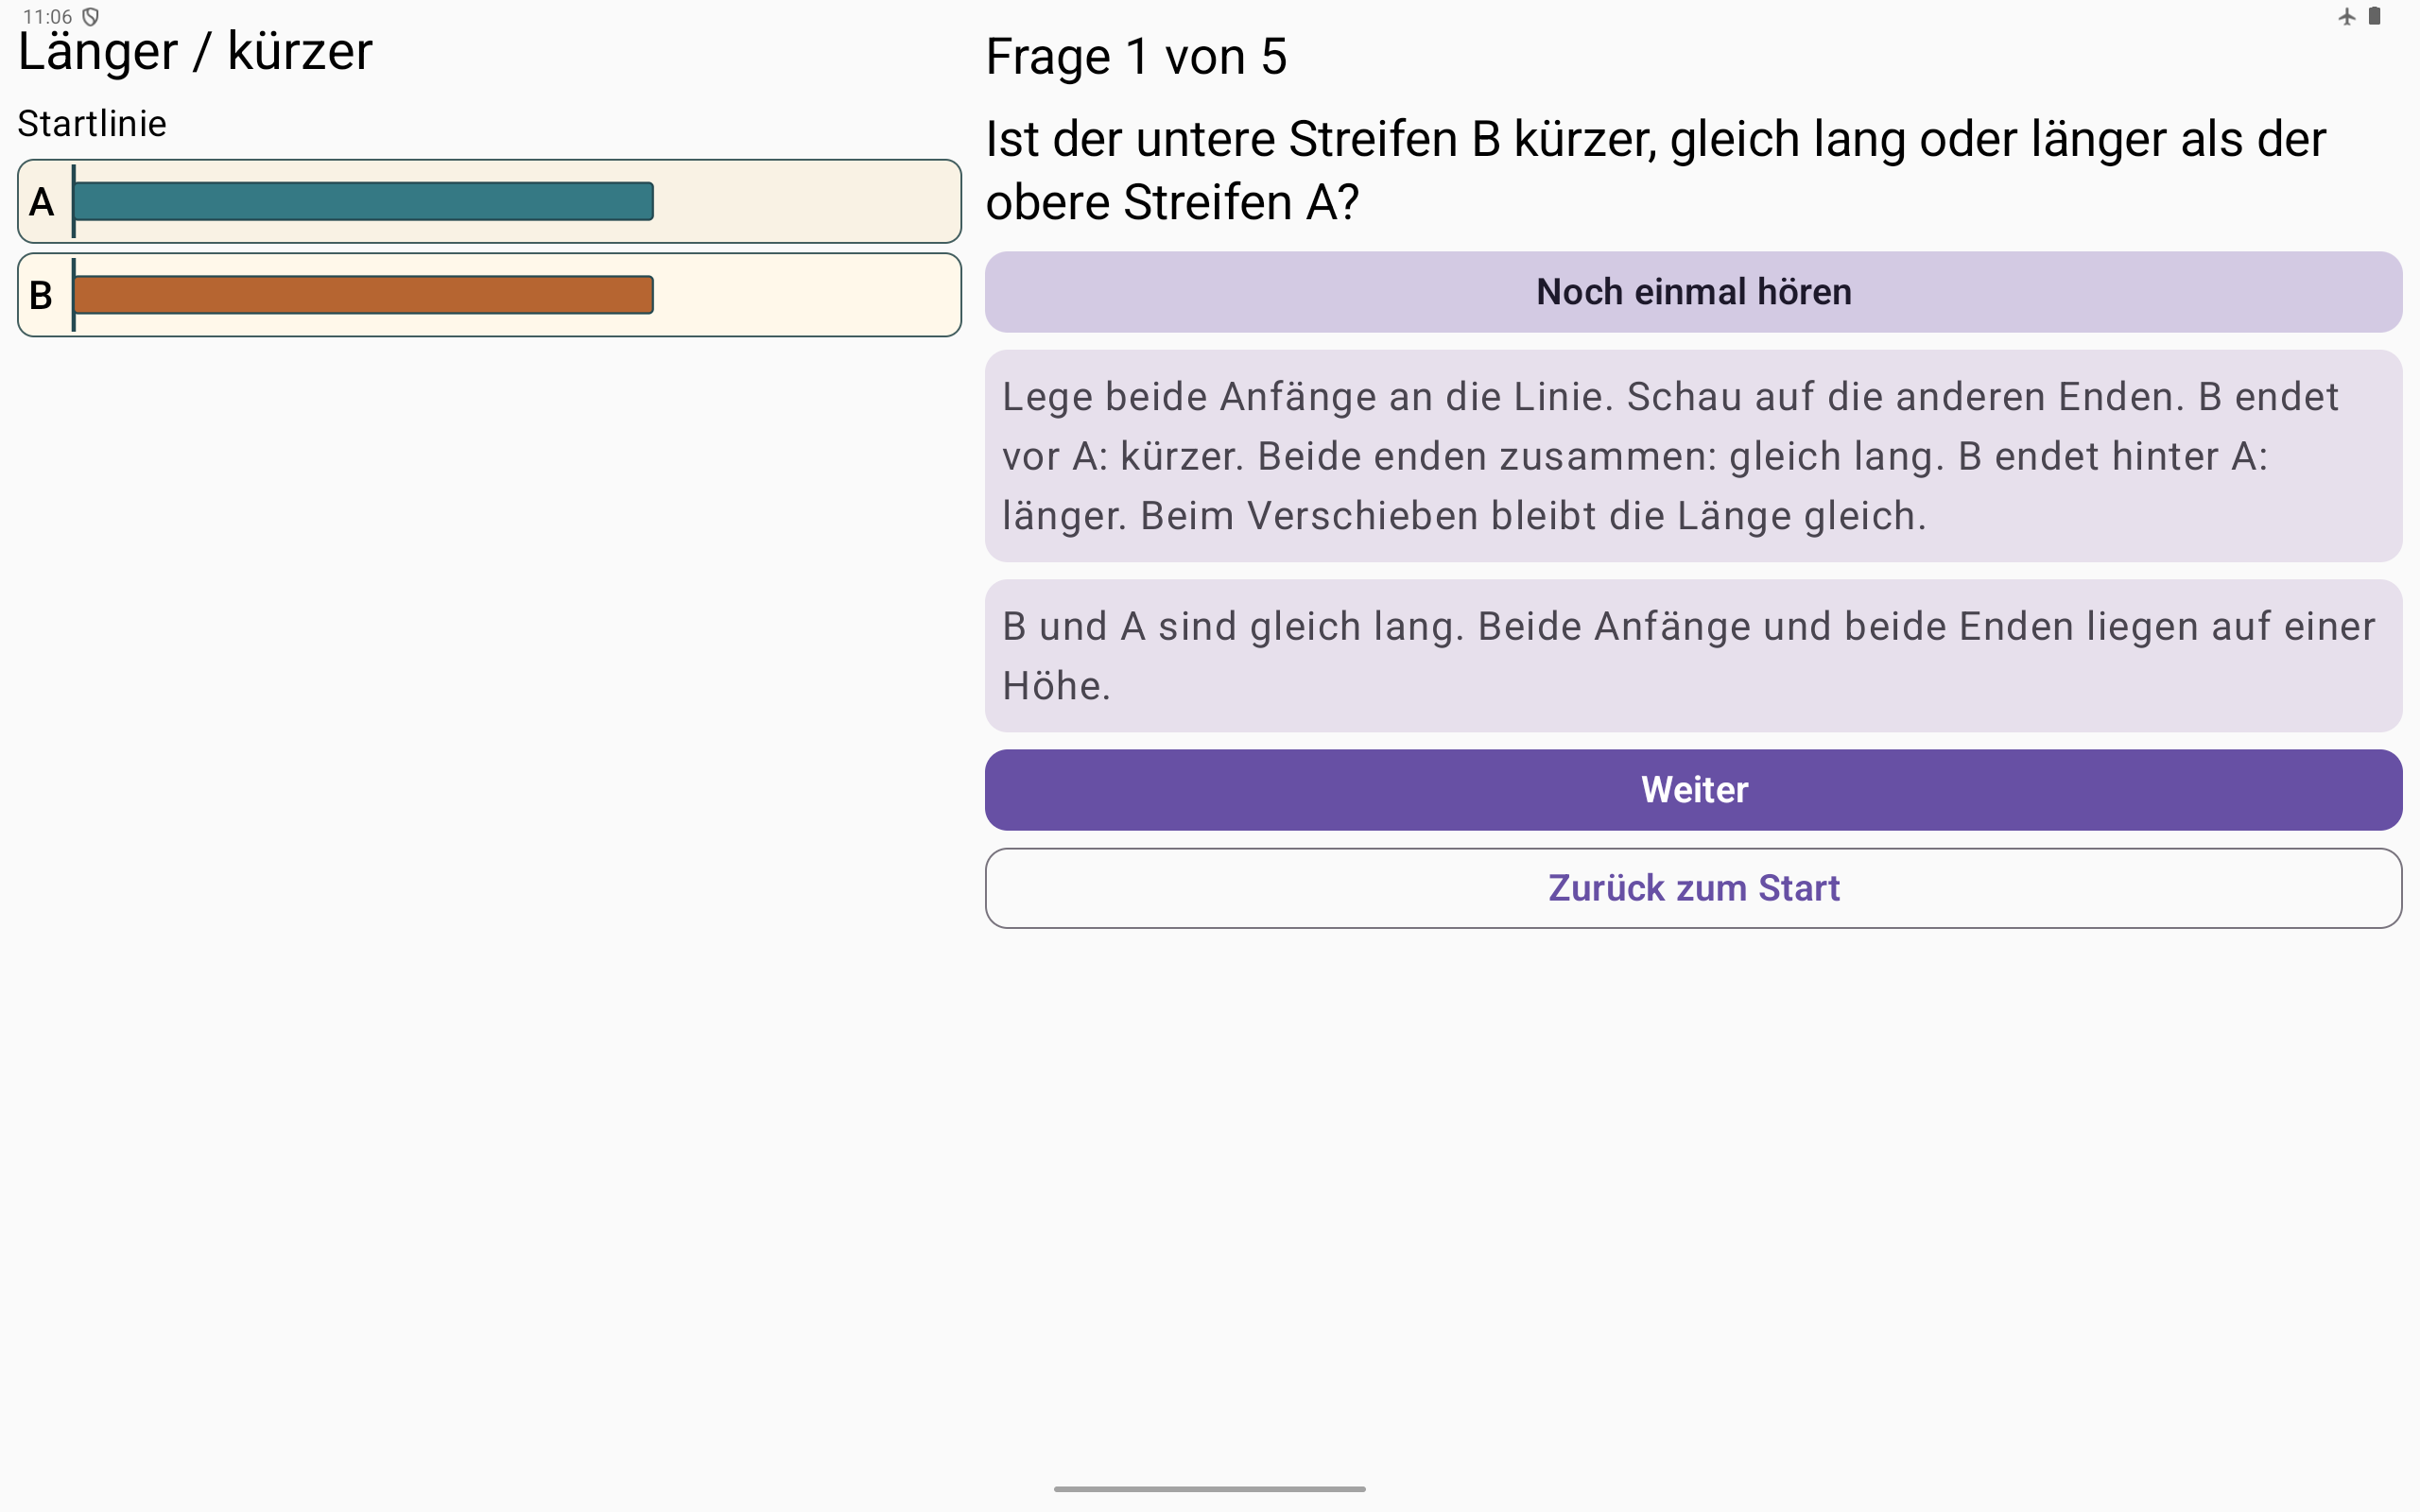 11:06
Länger / kürzer
Startlinie
A
B
Frage 1 von 5
Ist der untere Streifen B kürzer, gleich lang oder länger als der
obere Streifen A?
Noch einmal hören
Lege beide Anfänge an die Linie. Schau auf die anderen Enden. B endet
vor A: kürzer. Beide enden zusammen: gleich lang. B endet hinter A:
länger. Beim Verschieben bleibt die Länge gleich.
B und A sind gleich lang. Beide Anfänge und beide Enden liegen auf einer
Höhe.
Weiter
Zurück zum Start